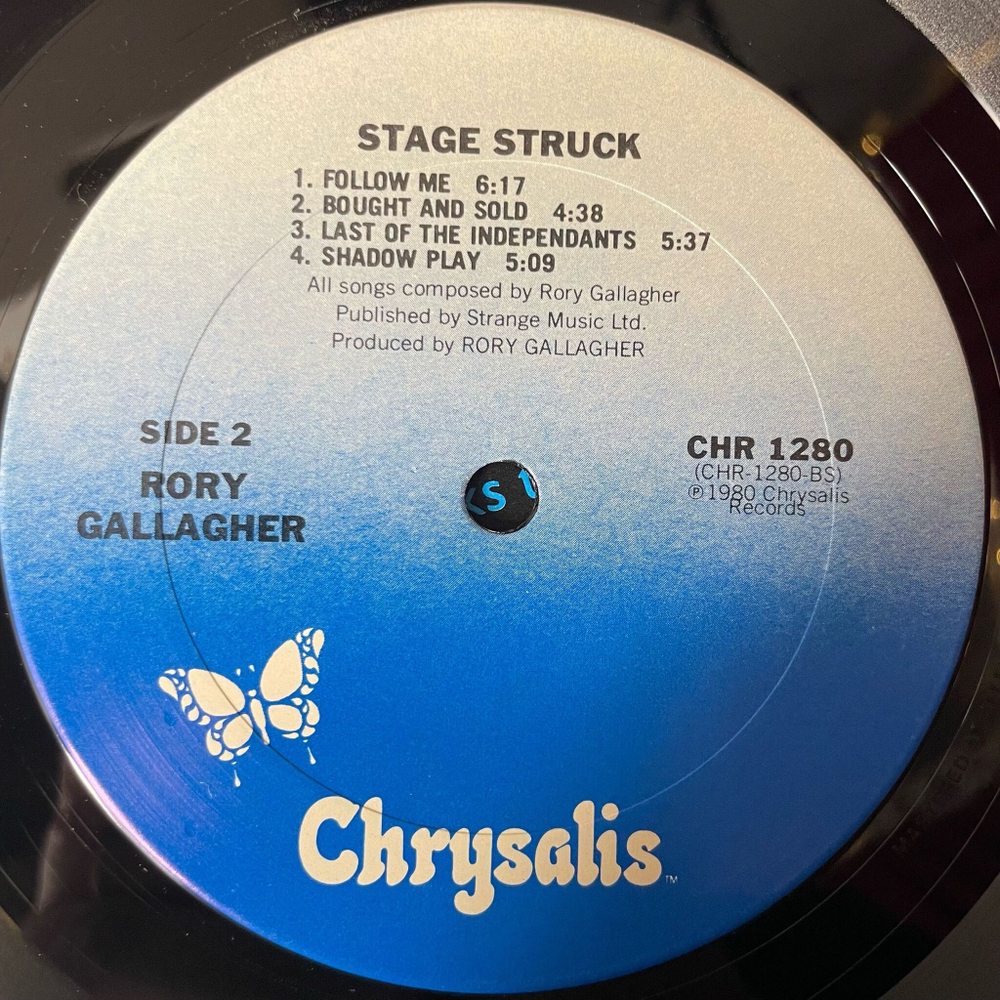 STAGE STRUCK
1. FOLLOW ME 6:17
2. BOUGHT AND SOLD 4:38
3. LAST OF THE INDEPENDANTS 5:37
4. SHADOW PLAY 5:09
All songs composed by Rory Gallagher
Published by Strange Music Ltd.
Produced by RORY GALLAGHER
SIDE 2
RORY
GALLAGHER
CHR 1280
(CHR-1280-BS)
℗1980 Chrysalis
Records
Chrysalis™